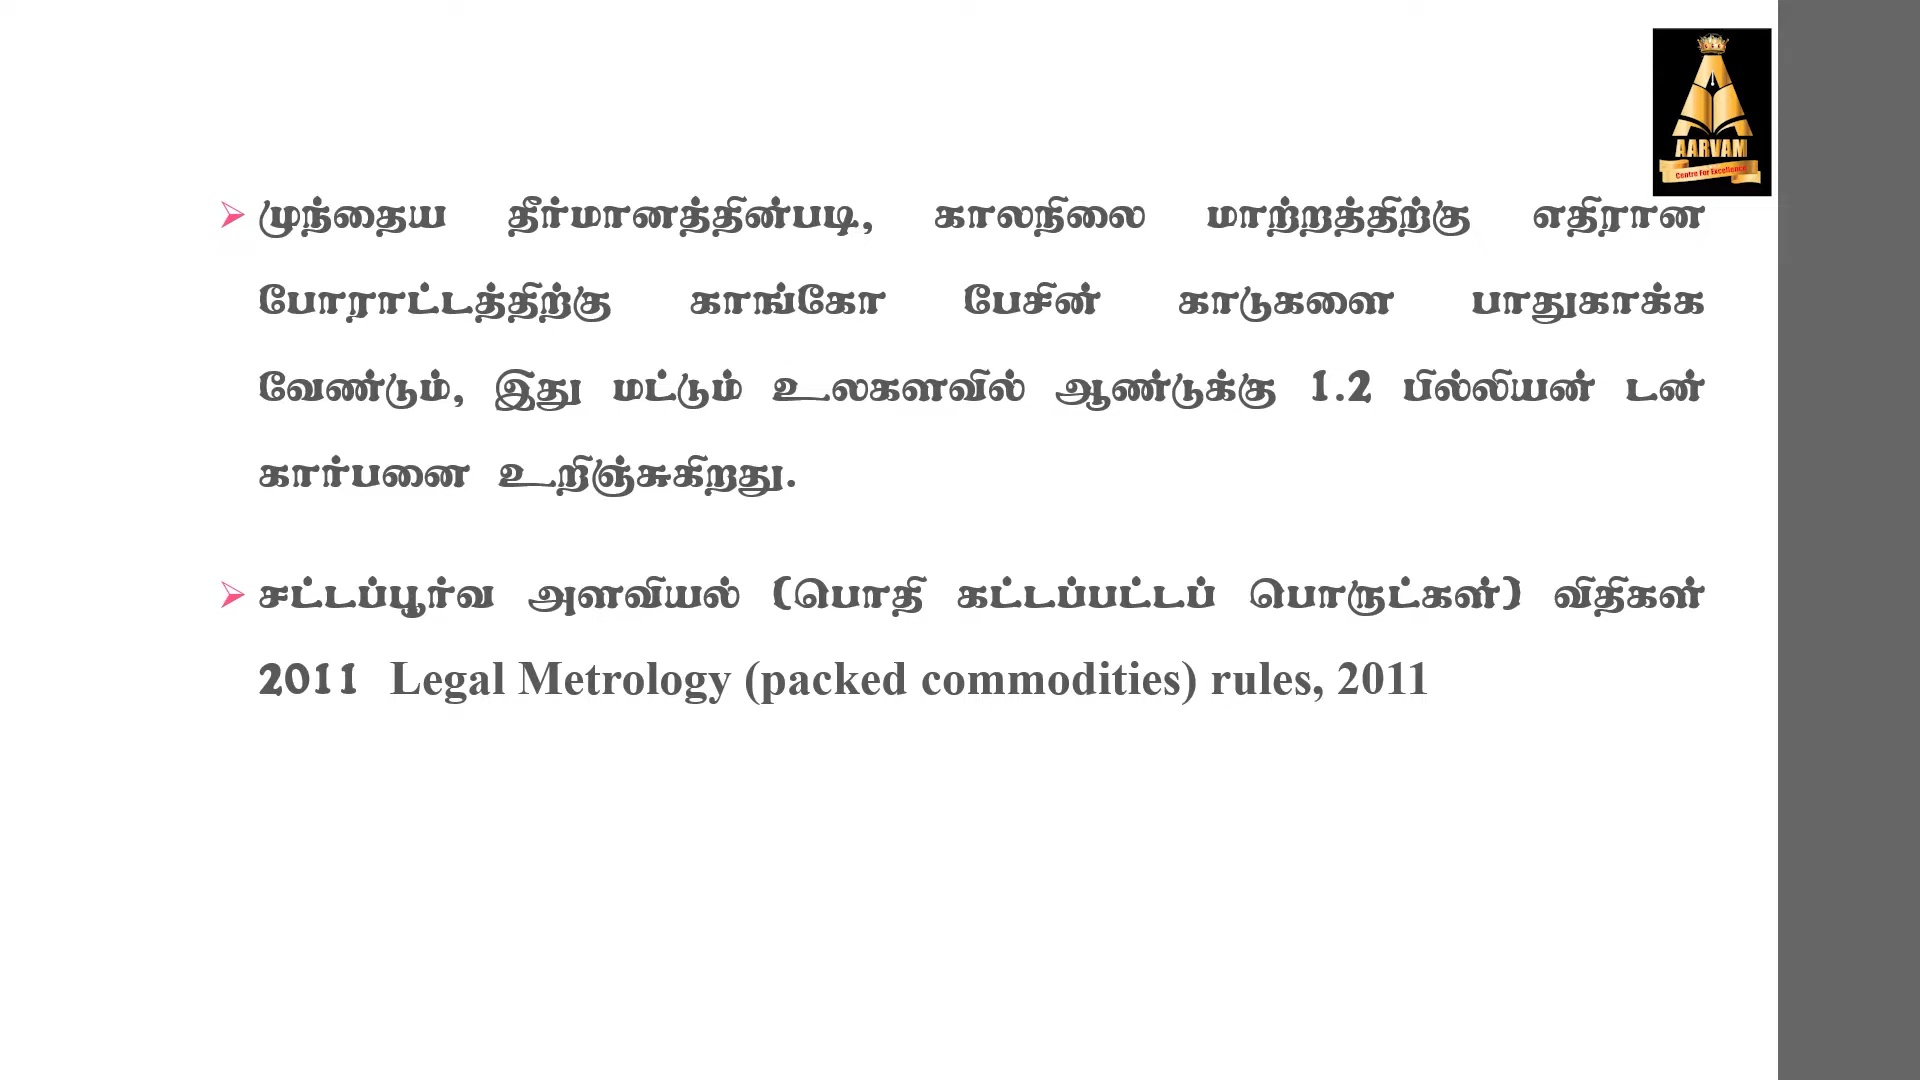 AARVAM
Centre For Excellence
முந்தைய தீர்மானத்தின்படி, காலநிலை மாற்றத்திற்கு எதிரான
போராட்டத்திற்கு காங்கோ பேசின் காடுகளை பாதுகாக்க
வேண்டும், இது மட்டும் உலகளவில் ஆண்டுக்கு 1.2 பில்லியன் டன்
கார்பனை உறிஞ்சுகிறது.
சட்டப்பூர்வ அளவியல் (பொதி கட்டப்பட்டப் பொருட்கள்) விதிகள்
2011 Legal Metrology (packed commodities) rules, 2011